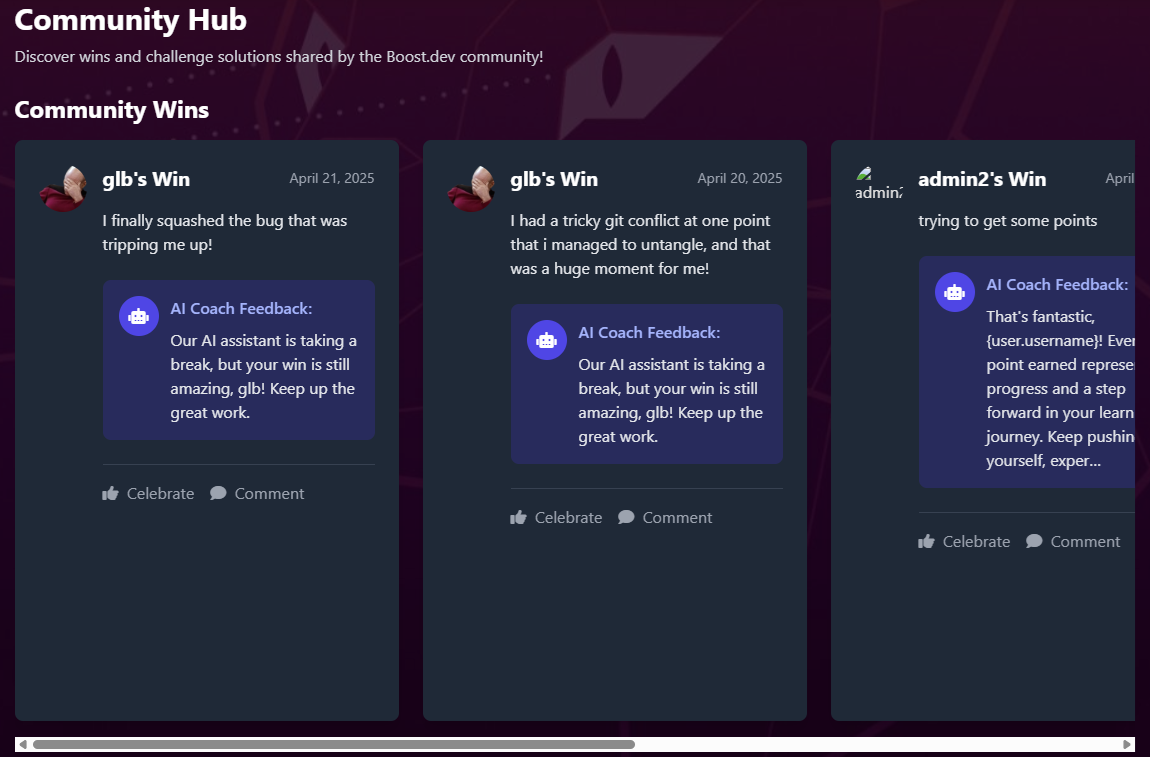 Community Hub
Discover wins and challenge solutions shared by the Boost.dev community!
Community Wins
glb's Win
April 21, 2025
I finally squashed the bug that was
tripping me up!
AI Coach Feedback:
Our AI assistant is taking a
break, but your win is still
amazing, glb! Keep up the
great work.
Celebrate
Comment
glb's Win
April 20, 2025
I had a tricky git conflict at one point
that i managed to untangle, and that
was a huge moment for me!
AI Coach Feedback:
Our AI assistant is taking a
break, but your win is still
amazing, glb! Keep up the
great work.
Celebrate
Comment
admin2
admin2's Win
April
trying to get some points
AI Coach Feedback:
That's fantastic,
{user.username}! Ever
point earned represe
progress and a step
forward in your learn
journey. Keep pushin
yourself, exper...
Celebrate
Comment